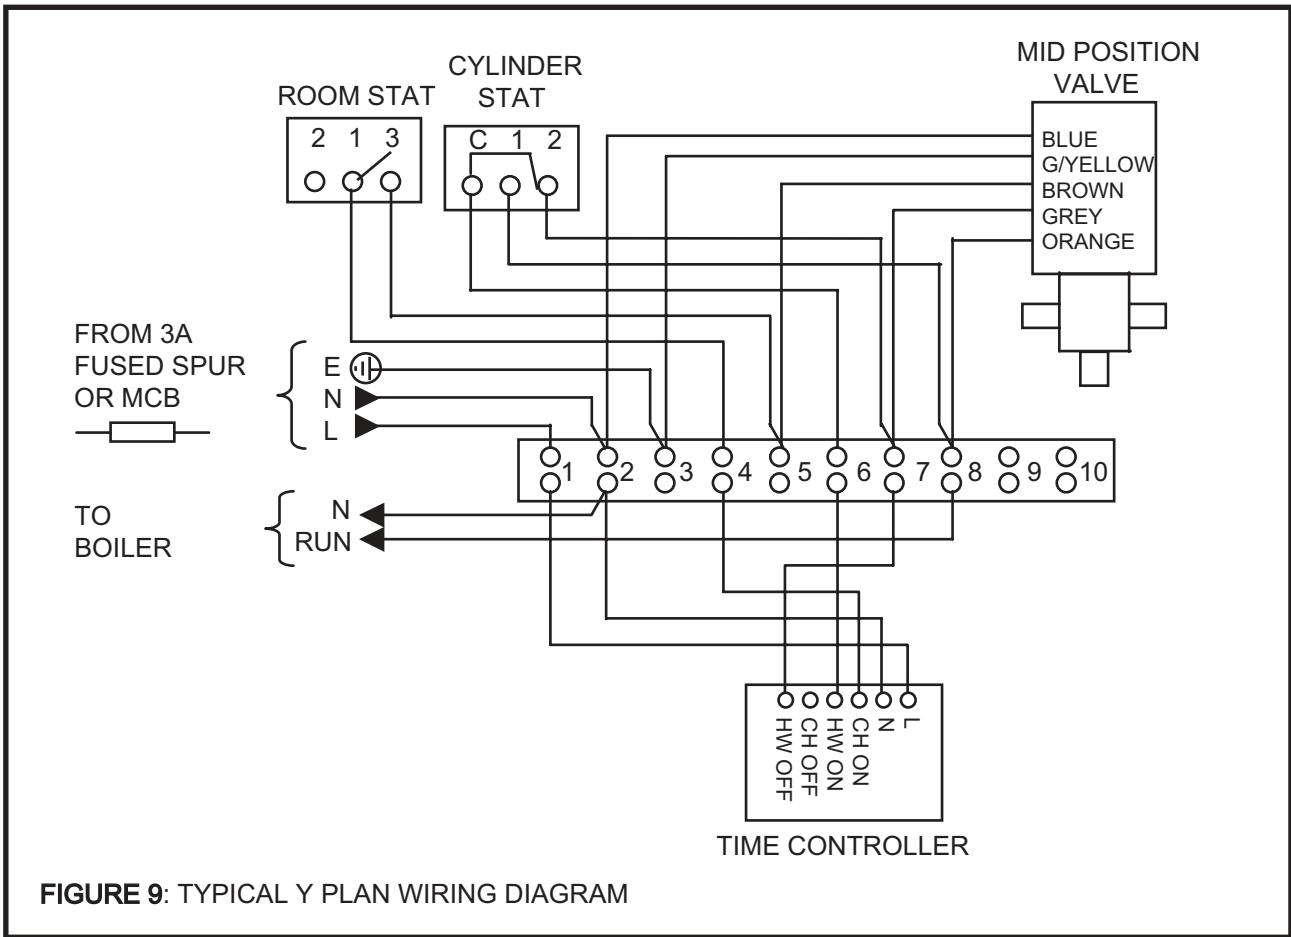 CYLINDER
STAT
ROOM STAT
MID POSITION
VALVE
2 1 3
C 1 2
BLUE
G/YELLOW
BROWN
GREY
ORANGE
FROM 3A
FUSED SPUR
OR MCB
E
N
L
1 2 3 4 5 6 7 8 9 10
TO
BOILER
N
RUN
HW OFF
CH OFF
HW ON
CH ON
N
L
TIME CONTROLLER
FIGURE 9: TYPICAL Y PLAN WIRING DIAGRAM